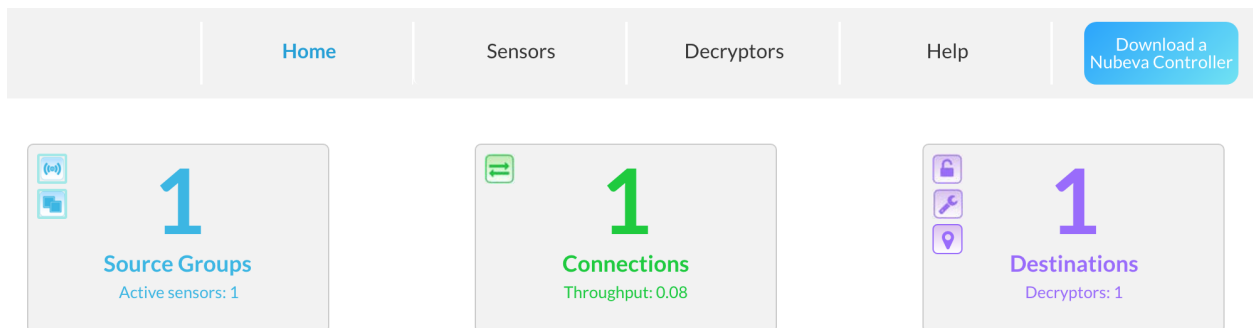 Home
Sensors
Decryptors
Help
Download a
Nubeva Controller
1
Source Groups
Active sensors: 1
1
Connections
Throughput: 0.08
1
Destinations
Decryptors: 1